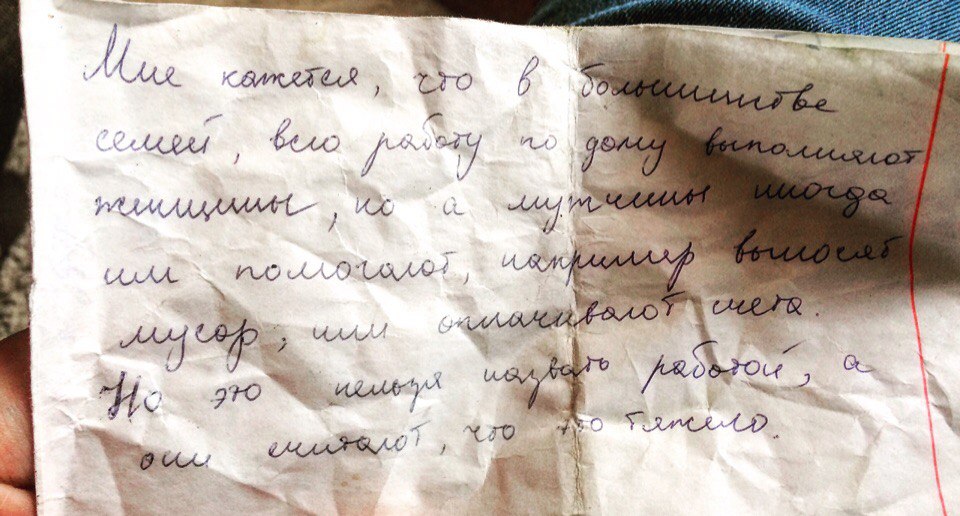 Мне кажется, что в большинстве
семей, всю работу по дому выполняют
женщины, но а мужчины иногда
им помогают, например выносят
мусор, или оплачивают счета.
Но это нельзя назвать работой, а
они считают, что это тяжело.